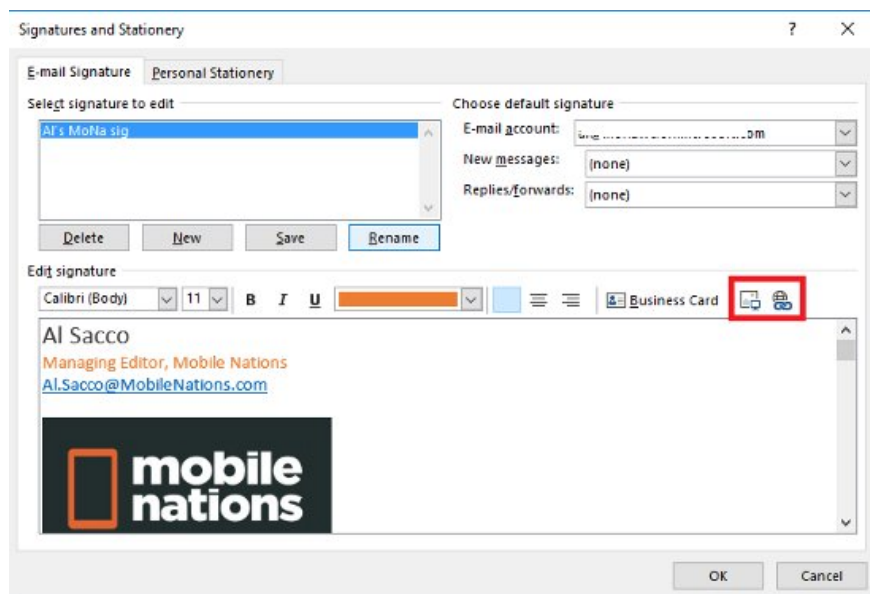 Signatures and Stationery ?
E-mail Signature Personal Stationery
Select signature to edit
Al's MoNa sig
Delete New Save Rename
Choose default signature
E-mail account: om
New messages: (none)
Replies/forwards: (none)
Edit signature
Calibri (Body) 11 B I U Business Card
Al Sacco
Managing Editor, Mobile Nations
Al.Sacco@MobileNations.com
mobile
nations
OK Cancel